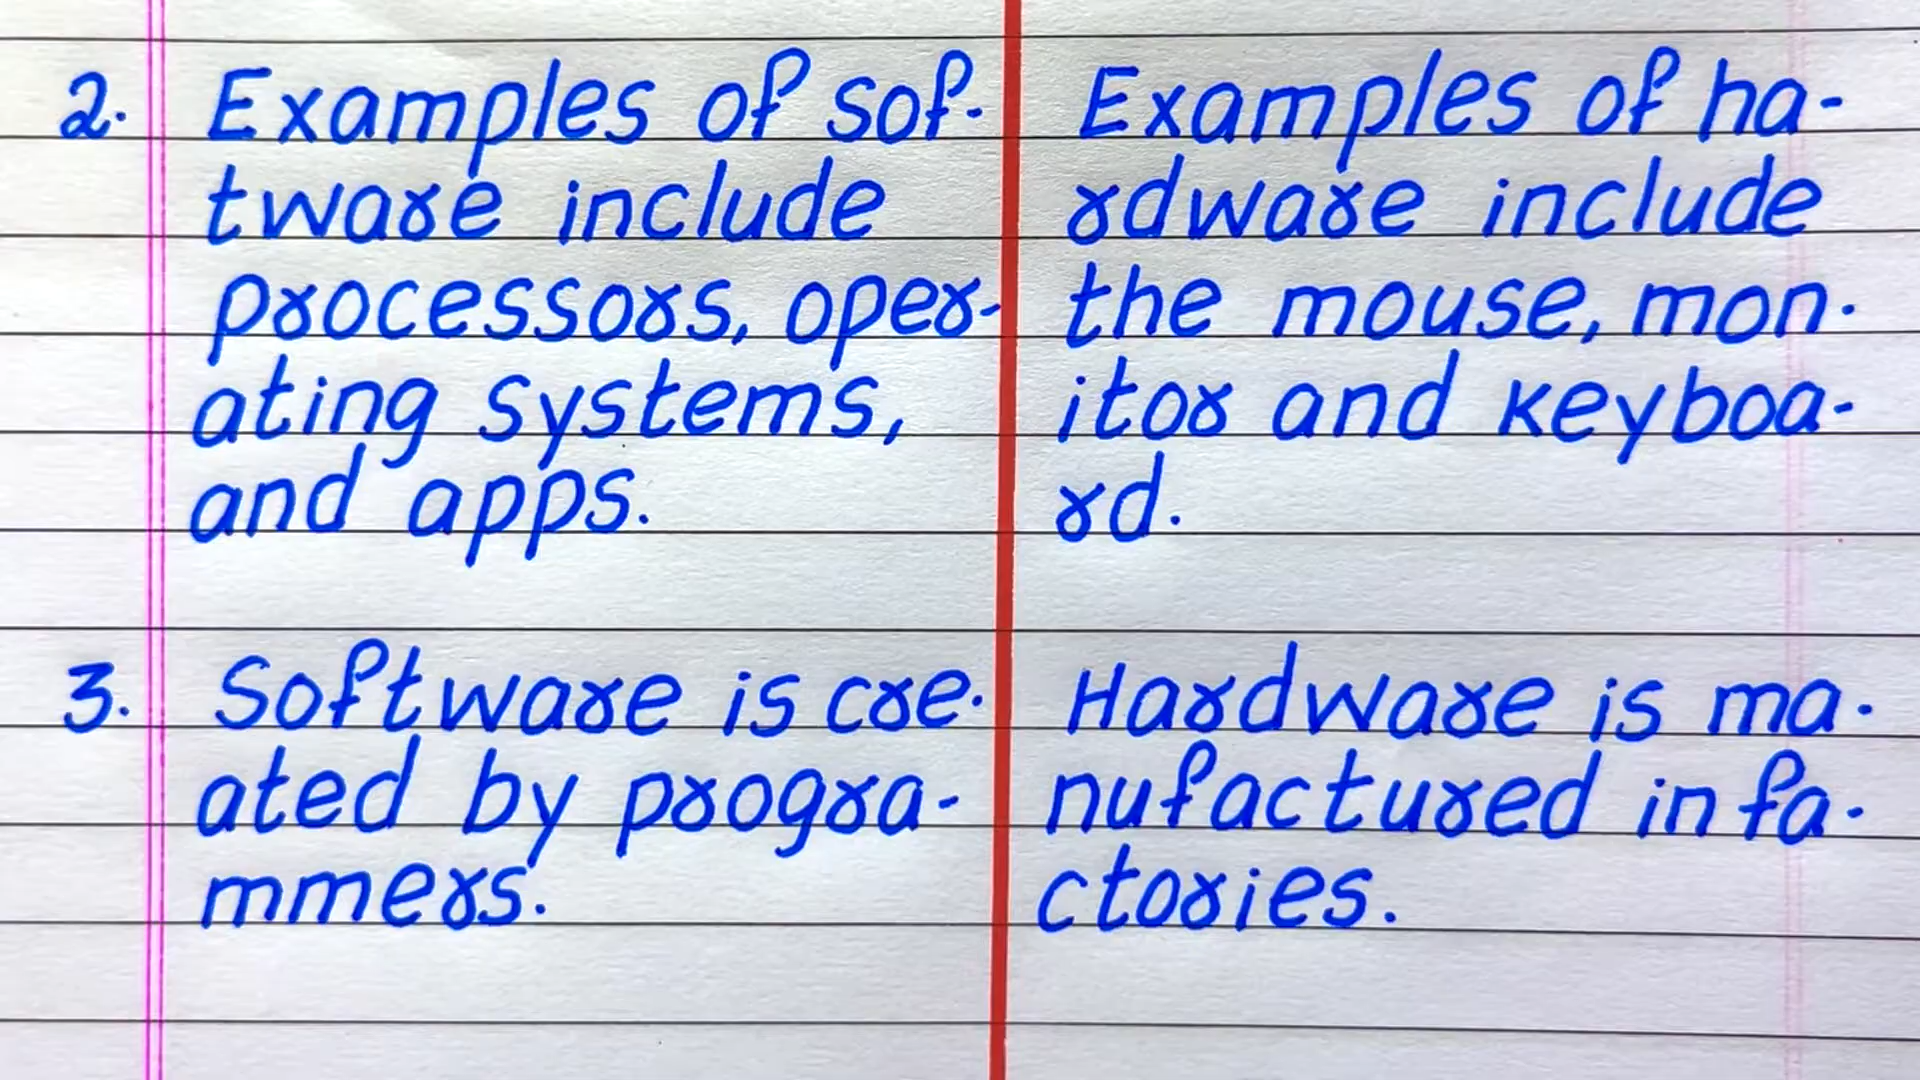 2. Examples of sof-
tware include
processors, oper-
ating systems,
and apps.
Examples of ha-
rdware include
the mouse, mon-
itor and keyboa-
rd.
3. Software is cre-
ated by progra-
mmers.
Hardware is ma-
nufactured in fa-
ctories.